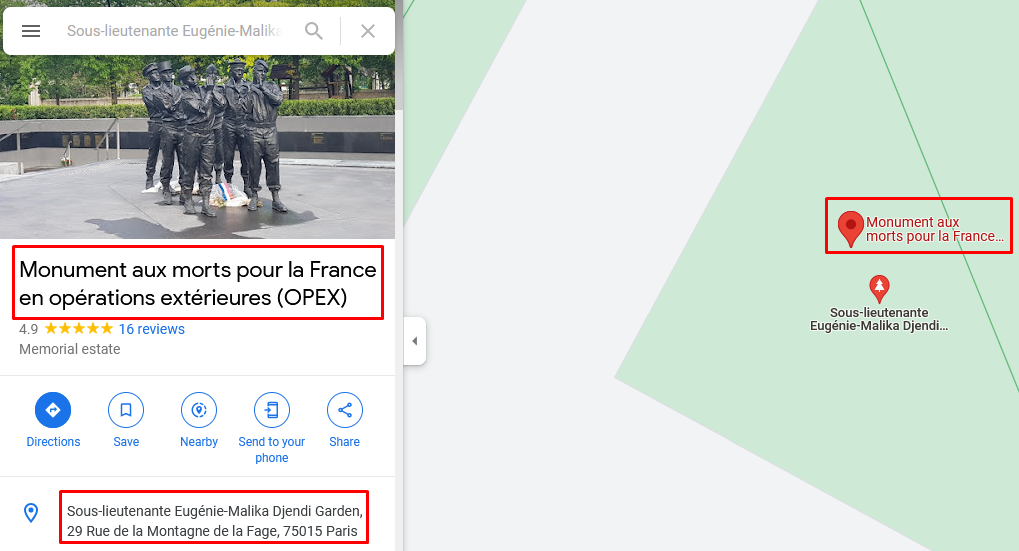 Sous-lieutenante Eugénie-Malika
Monument aux morts pour la France
en opérations extérieures (OPEX)
4.9 ★★★★★ 16 reviews
Memorial estate
Directions
Save
Nearby
Send to your
phone
Share
Sous-lieutenante Eugénie-Malika Djendi Garden,
29 Rue de la Montagne de la Fage, 75015 Paris
Monument aux
morts pour la France...
Sous-lieutenante
Eugénie-Malika Djendi...